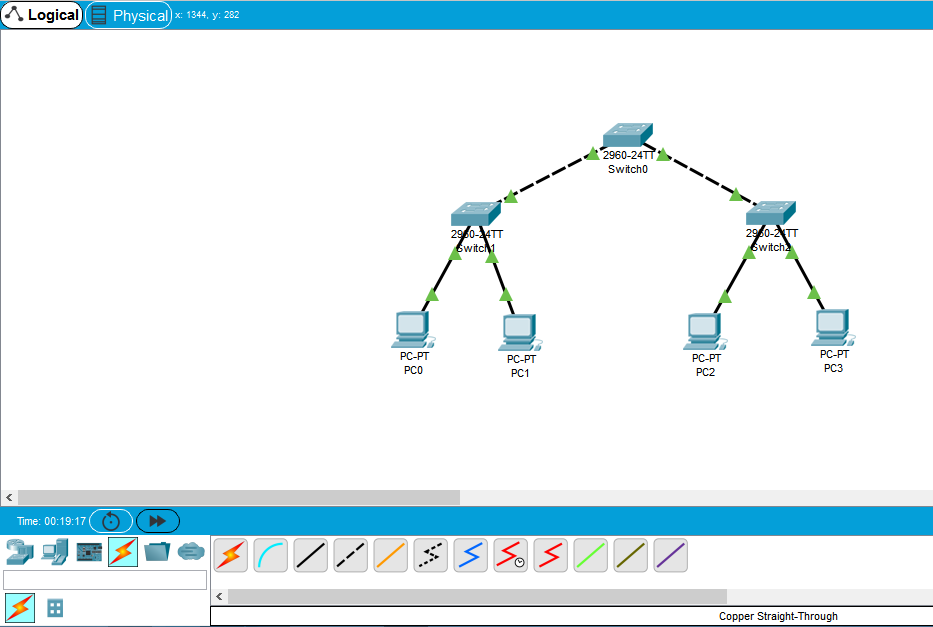 Logical
Physical
x: 1344, y: 282
2960-24TT
Switch0
2960-24TT
Switch1
2960-24TT
Switch2
PC-PT
PC0
PC-PT
PC1
PC-PT
PC2
PC-PT
PC3
Time: 00:19:17
Copper Straight-Through